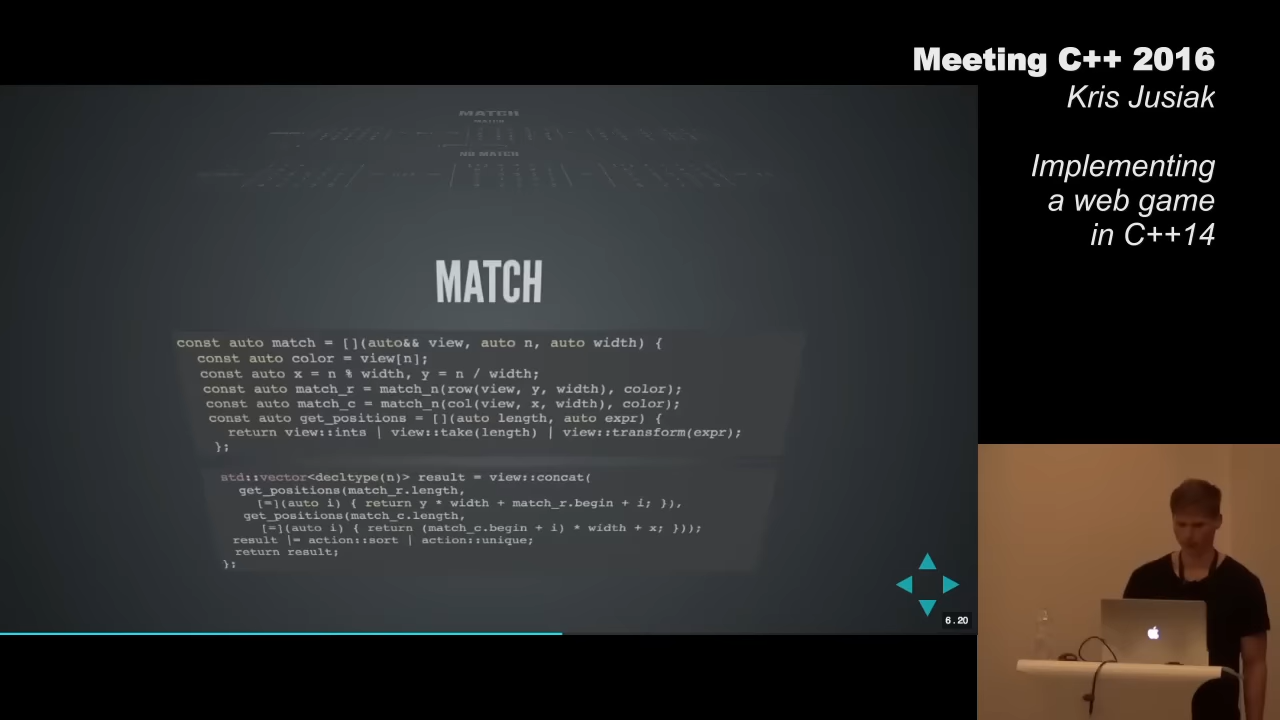 Meeting C++ 2016
Kris Jusiak
Implementing
a web game
in C++14
MATCH
NO MATCH
MATCH
const auto match = [](auto&& view, auto n, auto width) {
const auto color = view[n];
const auto x = n % width, y = n / width;
const auto match_r = match_n(row(view, y, width), color);
const auto match_c = match_n(col(view, x, width), color);
const auto get_positions = [](auto length, auto expr) {
return view::ints | view::take(length) | view::transform(expr);
};
std::vector<decltype(n)> result = view::concat(
get_positions(match_r.length,
[=](auto i) { return y * width + match_r.begin + i; }),
get_positions(match_c.length,
[=](auto i) { return (match_c.begin + i) * width + x; }));
result |= action::sort | action::unique;
return result;
};
6.20